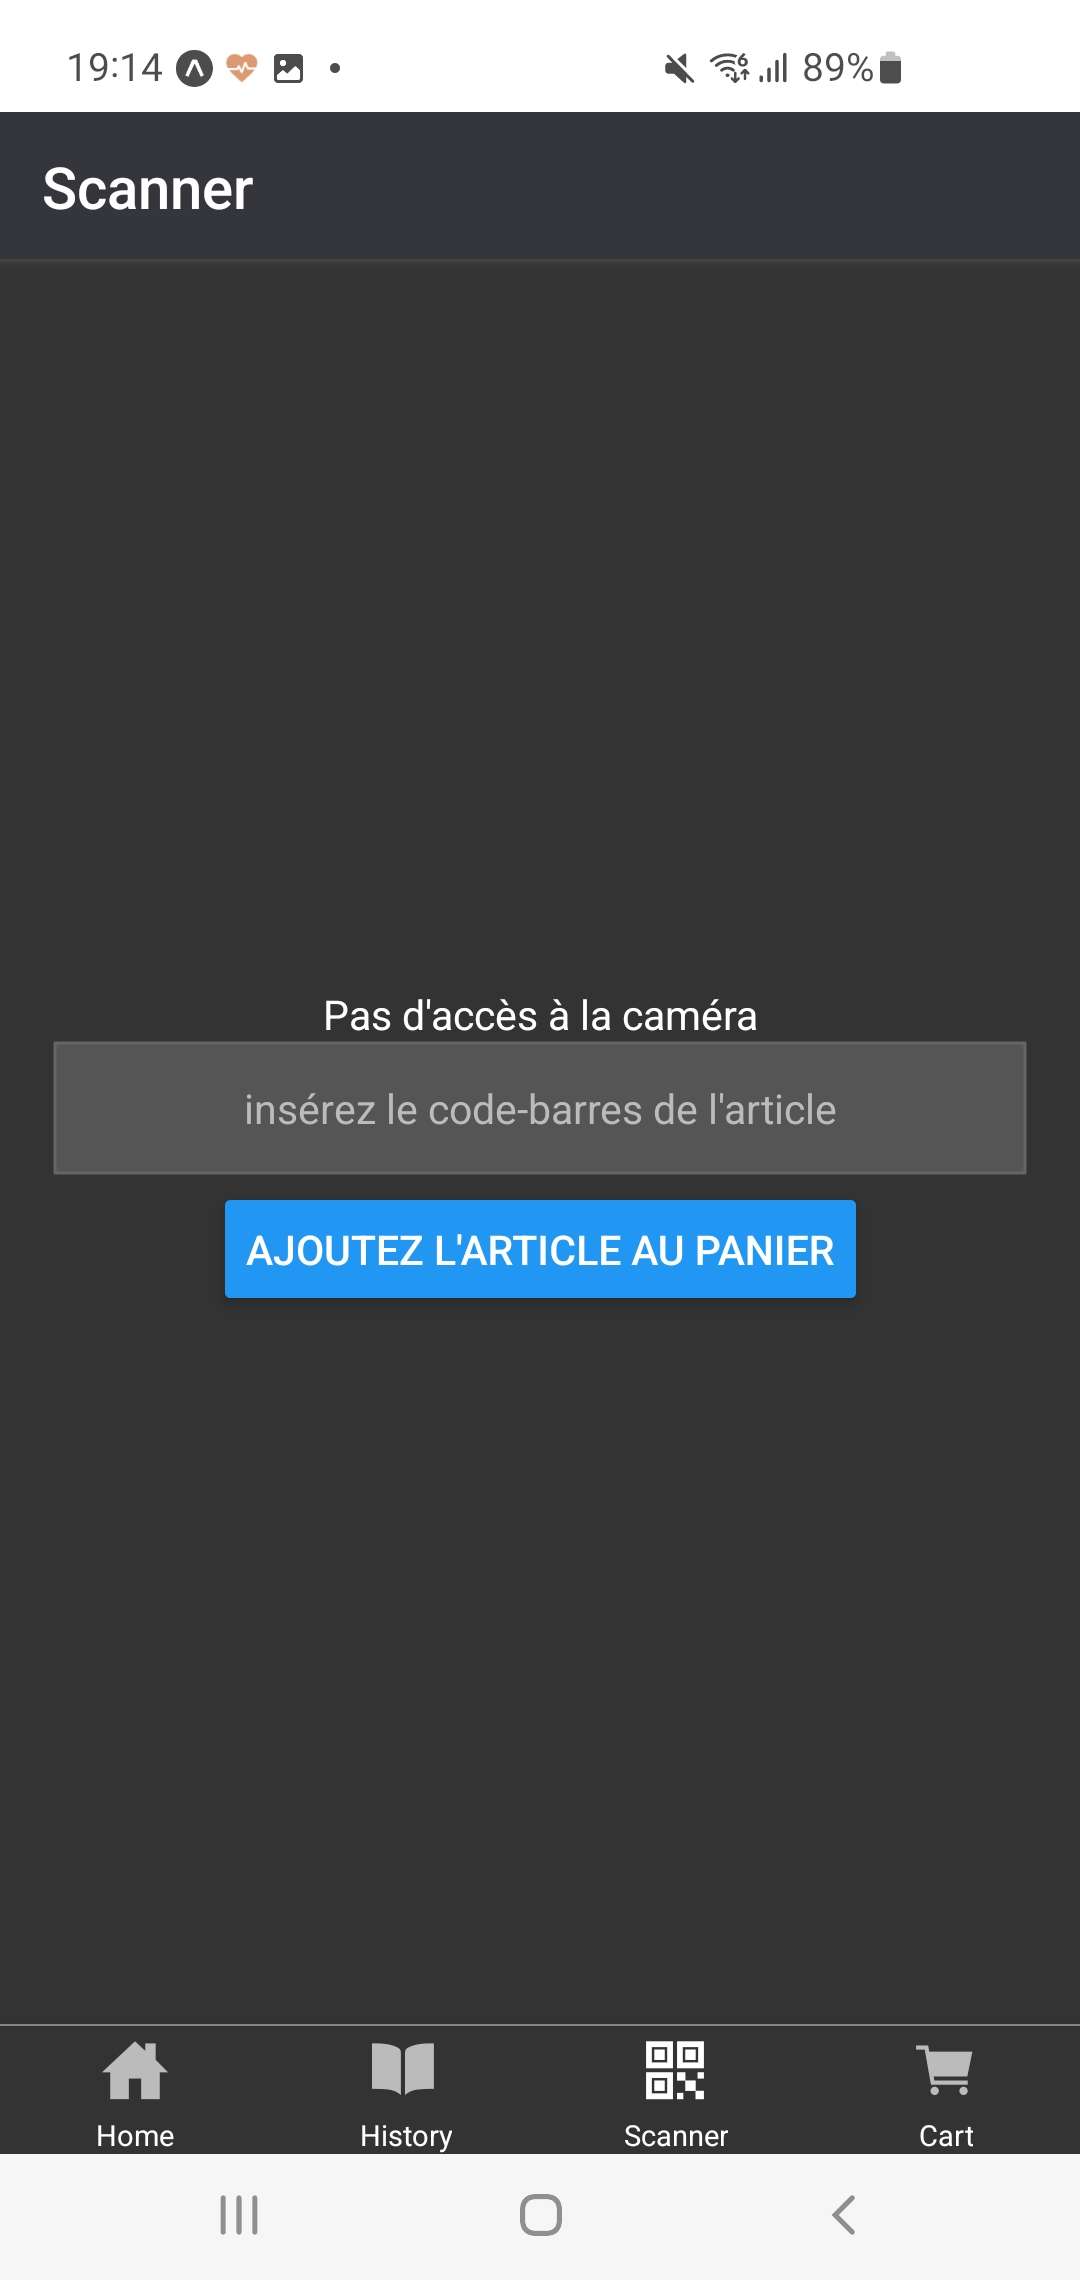 19:14
89%
Scanner
Pas d'accès à la caméra
insérez le code-barres de l'article
AJOUTEZ L'ARTICLE AU PANIER
Home
History
Scanner
Cart